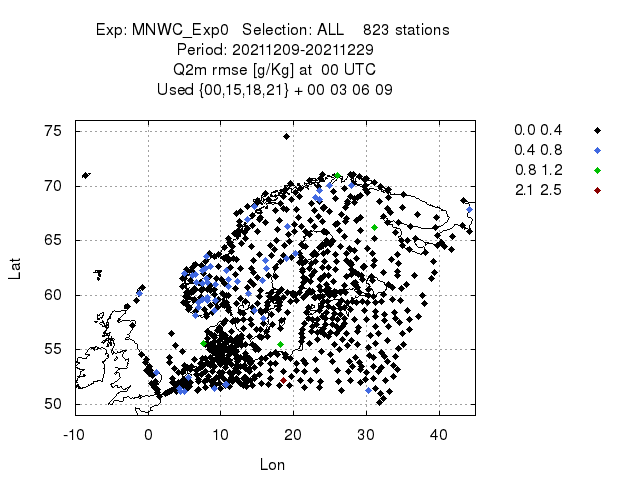 Exp: MNWC_Exp0 Selection: ALL 823 stations
Period: 20211209-20211229
Q2m rmse [g/Kg] at 00 UTC
Used {00,15,18,21} + 00 03 06 09
0.0 0.4
0.4 0.8
0.8 1.2
2.1 2.5
75
70
65
60
55
50
Lat
-10 0 10 20 30 40
Lon